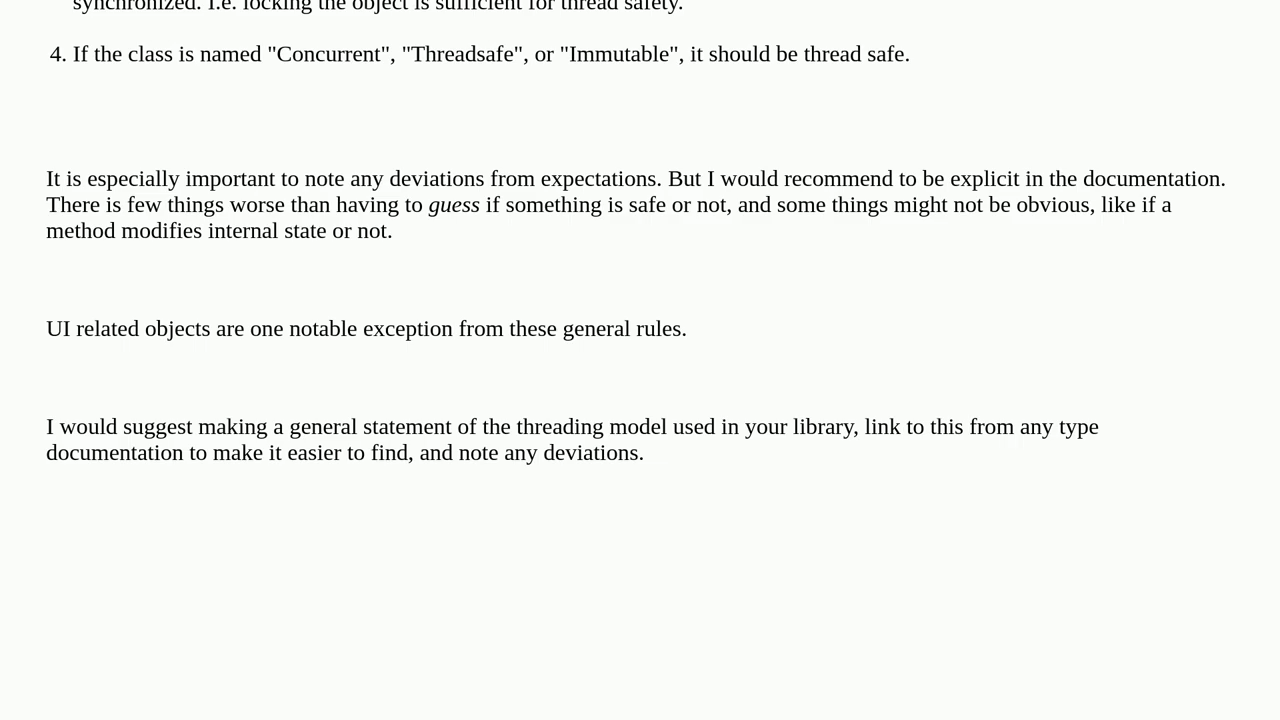 synchronized. I.e. locking the object is sufficient for thread safety.
4. If the class is named "Concurrent", "Threadsafe", or "Immutable", it should be thread safe.
It is especially important to note any deviations from expectations. But I would recommend to be explicit in the documentation.
There is few things worse than having to guess if something is safe or not, and some things might not be obvious, like if a
method modifies internal state or not.
UI related objects are one notable exception from these general rules.
I would suggest making a general statement of the threading model used in your library, link to this from any type
documentation to make it easier to find, and note any deviations.